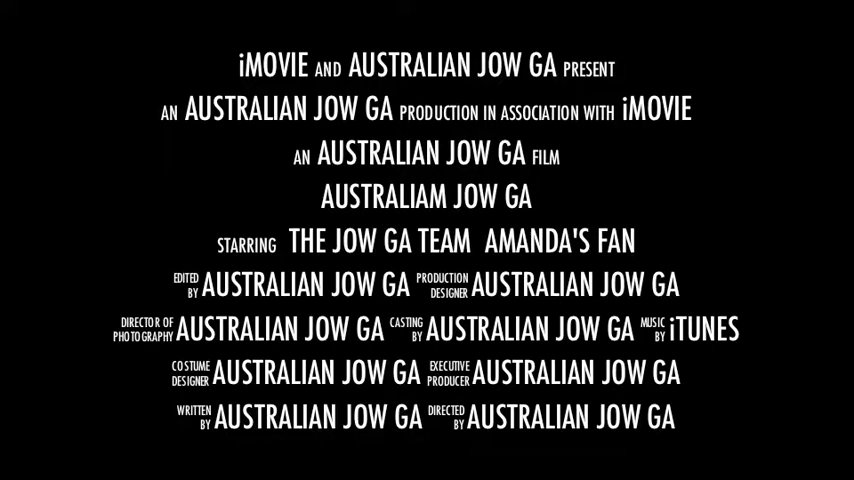 iMOVIE AND AUSTRALIAN JOW GA PRESENT
AN AUSTRALIAN JOW GA PRODUCTION IN ASSOCIATION WITH iMOVIE
AN AUSTRALIAN JOW GA FILM
AUSTRALIAM JOW GA
STARRING THE JOW GA TEAM AMANDA'S FAN
EDITED BY AUSTRALIAN JOW GA PRODUCTION DESIGNER AUSTRALIAN JOW GA
DIRECTOR OF PHOTOGRAPHY AUSTRALIAN JOW GA CASTING BY AUSTRALIAN JOW GA MUSIC BY iTUNES
COSTUME DESIGNER AUSTRALIAN JOW GA EXECUTIVE PRODUCER AUSTRALIAN JOW GA
WRITTEN BY AUSTRALIAN JOW GA DIRECTED BY AUSTRALIAN JOW GA